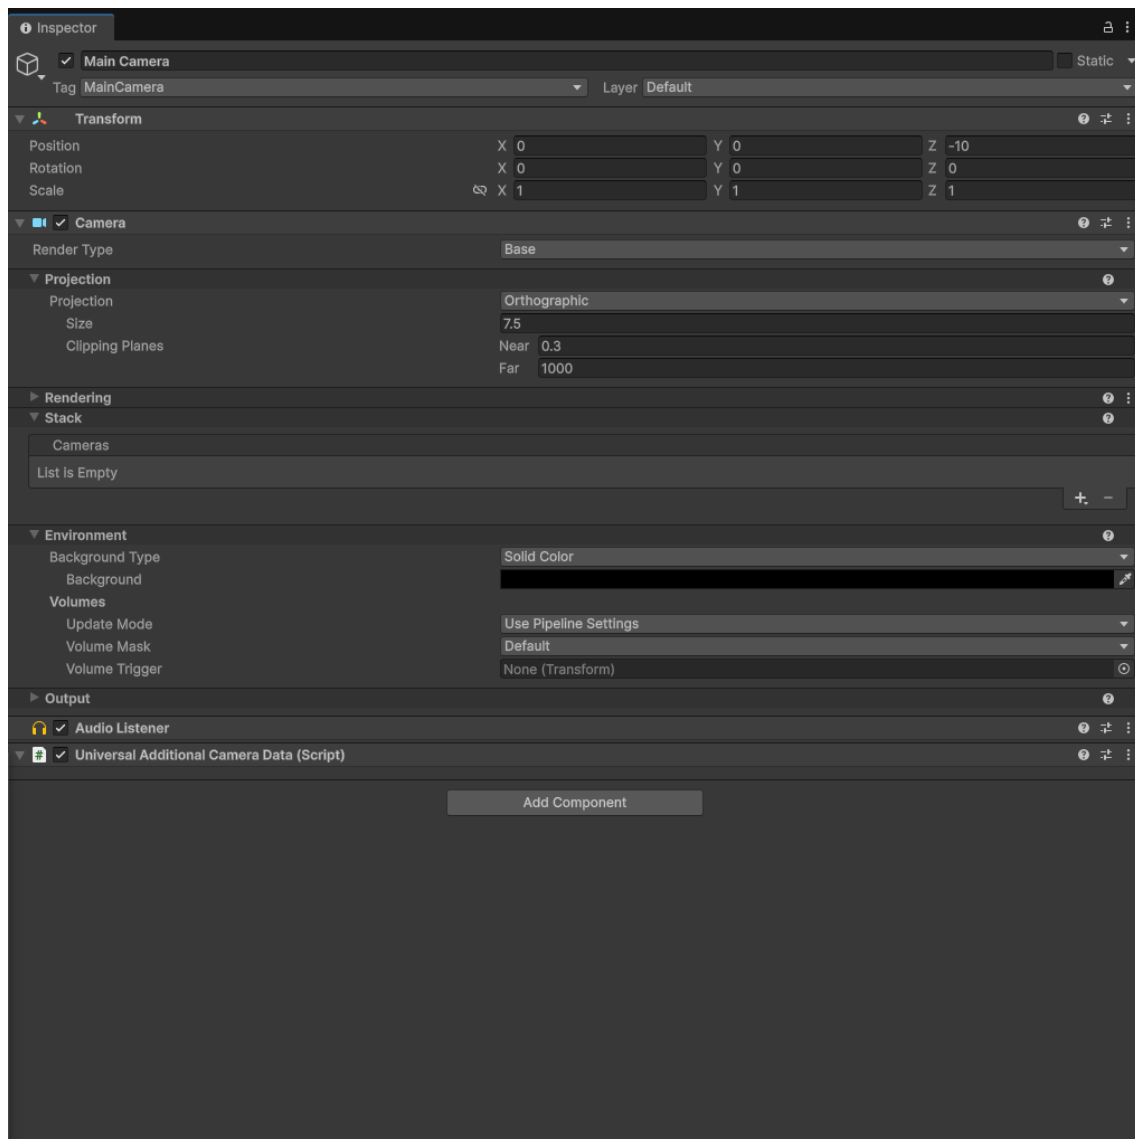 Inspector
Main Camera Static
Tag MainCamera Layer Default
Transform
Position X 0 Y 0 Z -10
Rotation X 0 Y 0 Z 0
Scale X 1 Y 1 Z 1
Camera
Render Type Base
Projection
Projection Orthographic
Size 7.5
Clipping Planes Near 0.3
Far 1000
Rendering
Stack
Cameras
List is Empty
Environment
Background Type Solid Color
Background
Volumes
Update Mode Use Pipeline Settings
Volume Mask Default
Volume Trigger None (Transform)
Output
Audio Listener
# Universal Additional Camera Data (Script)
Add Component